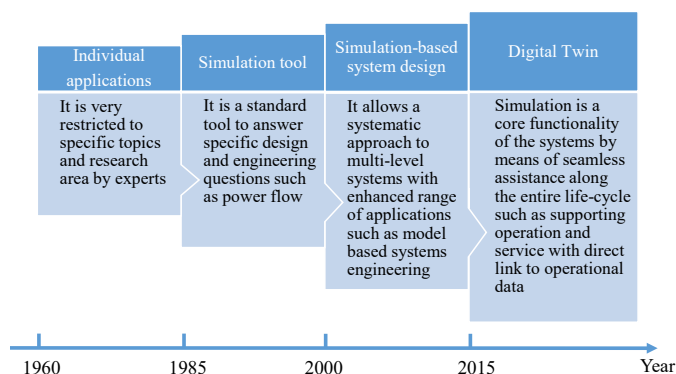 Individual
applications
It is very
restricted to
specific topics
and research
area by experts
Simulation tool
It is a standard
tool to answer
specific design
and engineering
questions such
as power flow
Simulation-based
system design
It allows a
systematic
approach to
multi-level
systems with
enhanced range
of applications
such as model
based systems
engineering
Digital Twin
Simulation is a
core functionality
of the systems by
means of seamless
assistance along
the entire life-cycle
such as supporting
operation and
service with direct
link to operational
data
1960
1985
2000
2015
Year